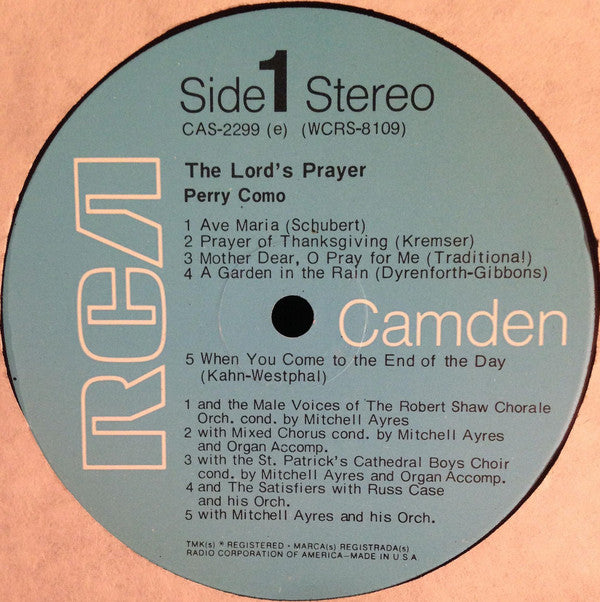 Side 1 Stereo
CAS-2299 (e) (WCRS-8109)
The Lord's Prayer
Perry Como
1 Ave Maria (Schubert)
2 Prayer of Thanksgiving (Kremser)
3 Mother Dear, O Pray for Me (Traditional)
4 A Garden in the Rain (Dyrenforth-Gibbons)
RCA
Camden
5 When You Come to the End of the Day
(Kahn-Westphal)
1 and the Male Voices of The Robert Shaw Chorale
Orch. cond. by Mitchell Ayres
2 with Mixed Chorus cond. by Mitchell Ayres
and Organ Accomp.
3 with the St. Patrick's Cathedral Boys Choir
cond. by Mitchell Ayres and Organ Accomp.
4 and The Satisfiers with Russ Case
and his Orch.
5 with Mitchell Ayres and his Orch.
TMK(s) ® REGISTERED • MARCA(s) REGISTRADA(s)
RADIO CORPORATION OF AMERICA—MADE IN U.S.A.